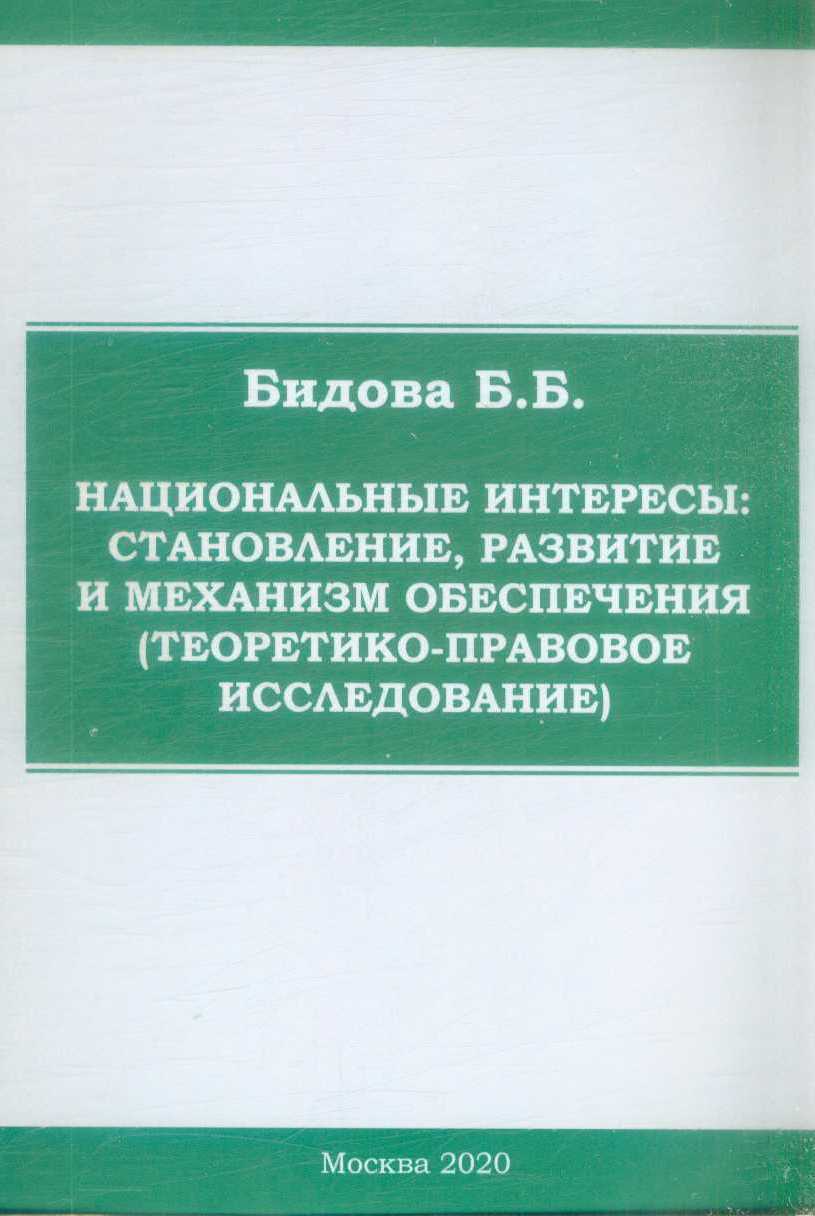 Бидова Б.Б.
НАЦИОНАЛЬНЫЕ ИНТЕРЕСЫ:
СТАНОВЛЕНИЕ, РАЗВИТИЕ
И МЕХАНИЗМ ОБЕСПЕЧЕНИЯ
(ТЕОРЕТИКО-ПРАВОВОЕ
ИССЛЕДОВАНИЕ)
Москва 2020